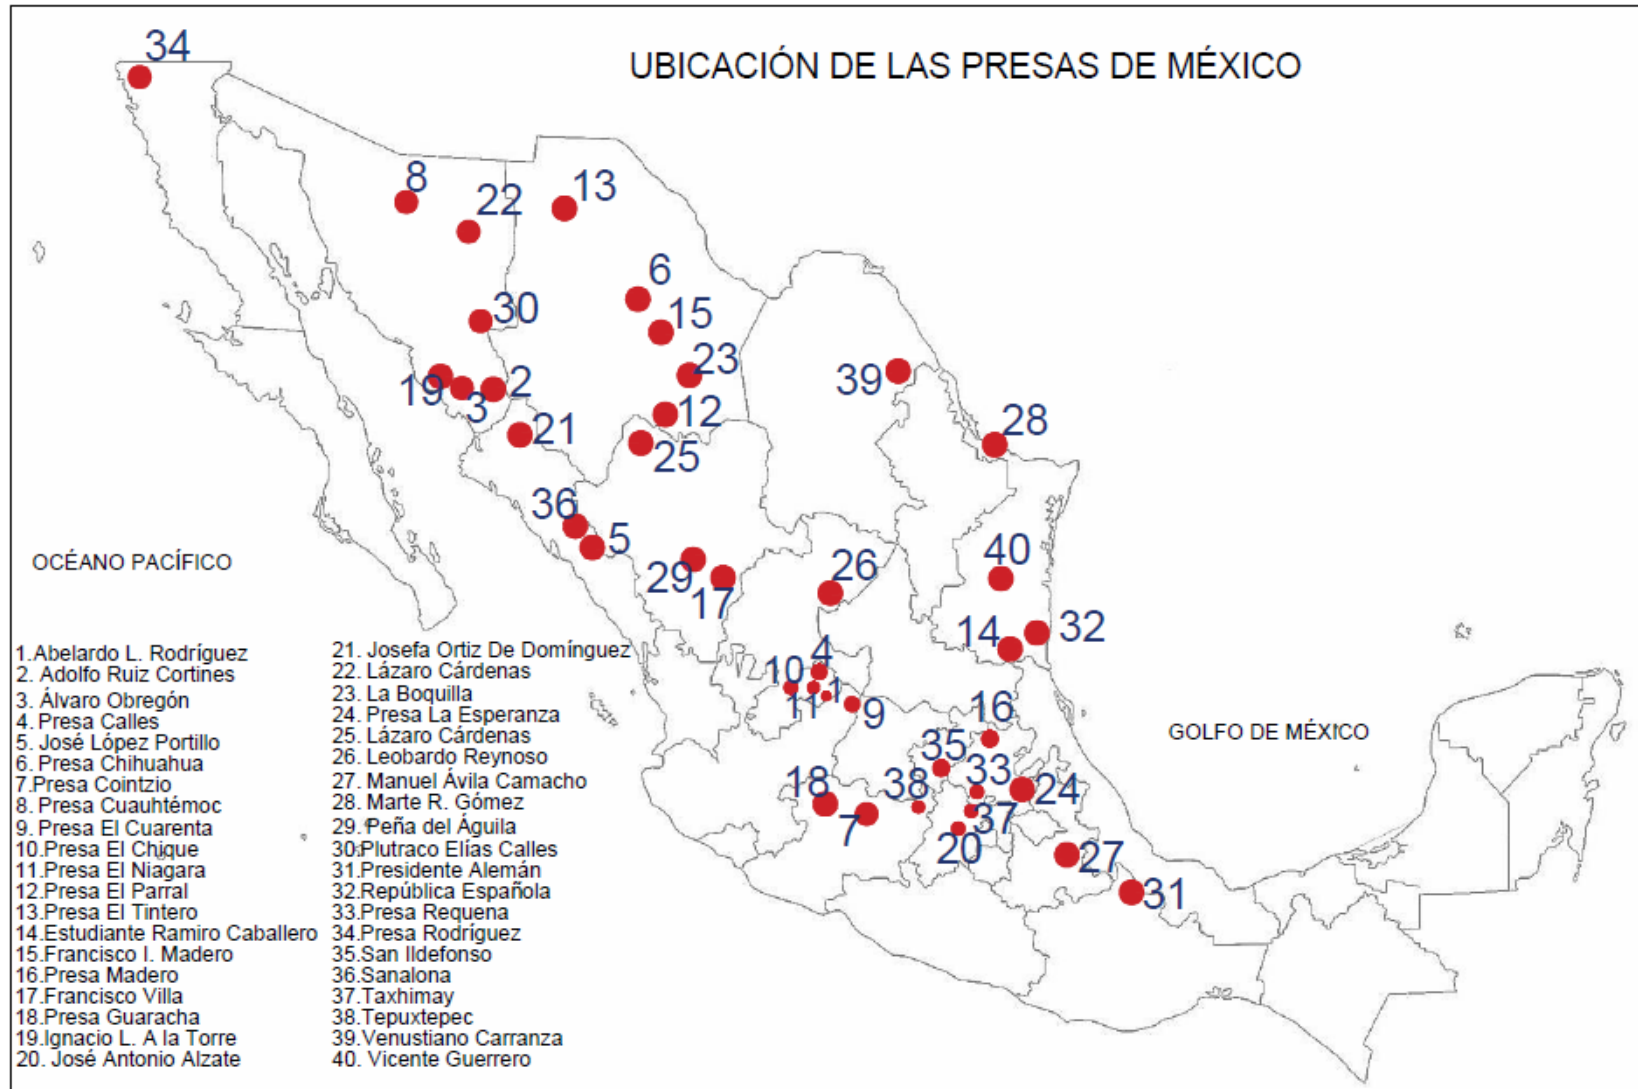 UBICACIÓN DE LAS PRESAS DE MÉXICO
34
8
22
13
6
30
15
23
39
19
3
2
12
28
21
25
36
5
OCÉANO PACÍFICO
29
17
26
40
14
32
10
4
11
1
9
16
GOLFO DE MÉXICO
35
33
18
38
24
7
37
20
27
31
1.Abelardo L. Rodríguez
2. Adolfo Ruiz Cortines
3. Álvaro Obregón
4. Presa Calles
5. José López Portillo
6. Presa Chihuahua
7.Presa Cointzio
8. Presa Cuauhtémoc
9. Presa El Cuarenta
10.Presa El Chique
11.Presa El Niagara
12.Presa El Parral
13.Presa El Tintero
14.Estudiante Ramiro Caballero
15.Francisco I. Madero
16.Presa Madero
17.Francisco Villa
18.Presa Guaracha
19.Ignacio L. A la Torre
20. José Antonio Alzate
21. Josefa Ortiz De Domínguez
22. Lázaro Cárdenas
23. La Boquilla
24. Presa La Esperanza
25. Lázaro Cárdenas
26. Leobardo Reynoso
27. Manuel Ávila Camacho
28. Marte R. Gómez
29. Peña del Águila
30.Plutraco Elías Calles
31.Presidente Alemán
32.República Española
33.Presa Requena
34.Presa Rodríguez
35.San Ildefonso
36.Sanalona
37.Taxhimay
38.Tepuxtepec
39.Venustiano Carranza
40. Vicente Guerrero